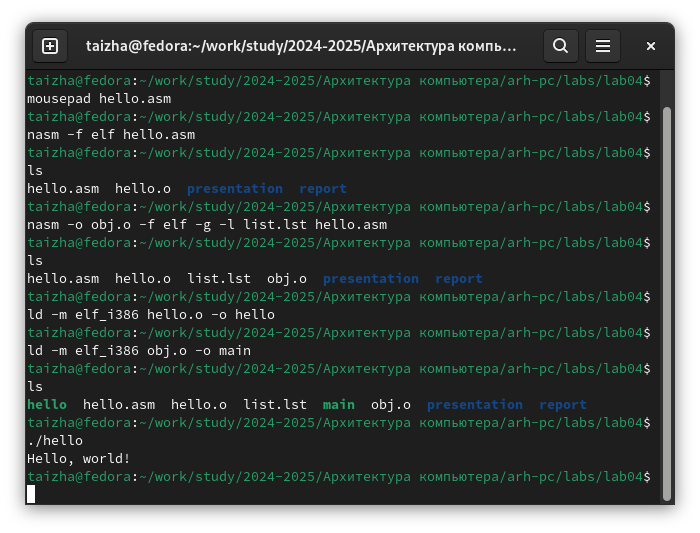 taizha@fedora:~/work/study/2024-2025/Архитектура компь...
taizha@fedora:~/work/study/2024-2025/Архитектура компьютера/arh-pc/labs/lab04$
mousepad hello.asm
taizha@fedora:~/work/study/2024-2025/Архитектура компьютера/arh-pc/labs/lab04$
nasm -f elf hello.asm
taizha@fedora:~/work/study/2024-2025/Архитектура компьютера/arh-pc/labs/lab04$
ls
hello.asm  hello.o  presentation  report
taizha@fedora:~/work/study/2024-2025/Архитектура компьютера/arh-pc/labs/lab04$
nasm -o obj.o -f elf -g -l list.lst hello.asm
taizha@fedora:~/work/study/2024-2025/Архитектура компьютера/arh-pc/labs/lab04$
ls
hello.asm  hello.o  list.lst  obj.o  presentation  report
taizha@fedora:~/work/study/2024-2025/Архитектура компьютера/arh-pc/labs/lab04$
ld -m elf_i386 hello.o -o hello
taizha@fedora:~/work/study/2024-2025/Архитектура компьютера/arh-pc/labs/lab04$
ld -m elf_i386 obj.o -o main
taizha@fedora:~/work/study/2024-2025/Архитектура компьютера/arh-pc/labs/lab04$
ls
hello  hello.asm  hello.o  list.lst  main  obj.o  presentation  report
taizha@fedora:~/work/study/2024-2025/Архитектура компьютера/arh-pc/labs/lab04$
./hello
Hello, world!
taizha@fedora:~/work/study/2024-2025/Архитектура компьютера/arh-pc/labs/lab04$